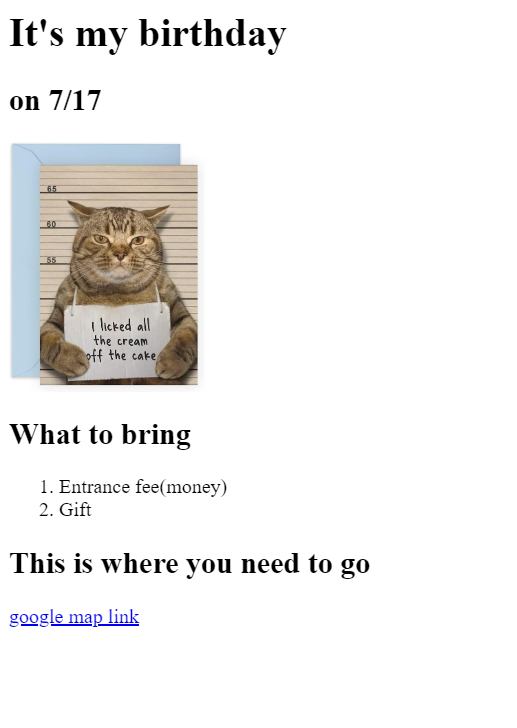 It's my birthday
on 7/17
65
60
55
I licked all
the cream
off the cake
What to bring
1. Entrance fee(money)
2. Gift
This is where you need to go
google map link